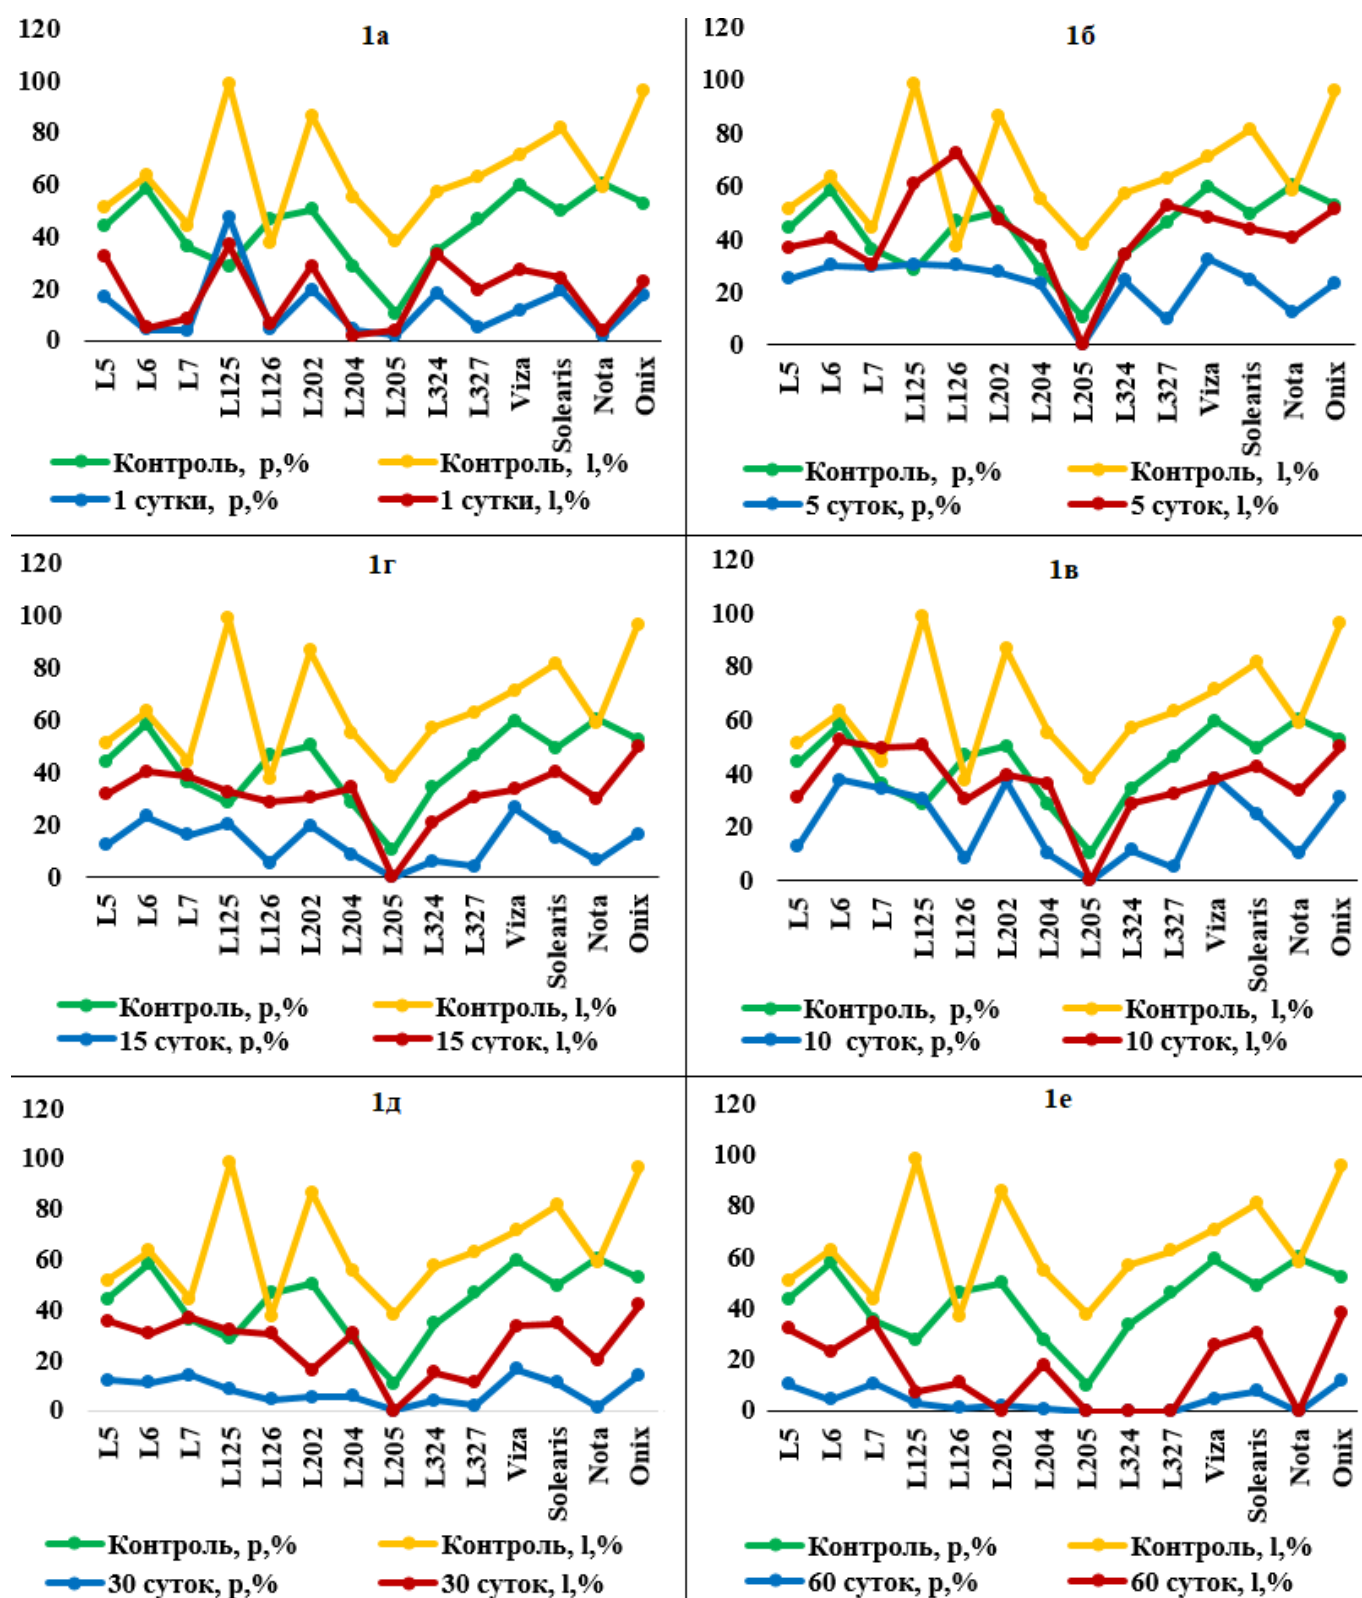 1а
120
100
80
60
40
20
0
L5
L6
L7
L125
L126
L202
L204
L205
L324
L327
Viza
Solearis
Nota
Onix
Контроль, p,%
Контроль, l,%
1 сутки, p,%
1 сутки, l,%
1б
120
100
80
60
40
20
0
L5
L6
L7
L125
L126
L202
L204
L205
L324
L327
Viza
Solearis
Nota
Onix
Контроль, p,%
Контроль, l,%
5 суток, p,%
5 суток, l,%
1г
120
100
80
60
40
20
0
L5
L6
L7
L125
L126
L202
L204
L205
L324
L327
Viza
Solearis
Nota
Onix
Контроль, p,%
Контроль, l,%
15 суток, p,%
15 суток, l,%
1в
120
100
80
60
40
20
0
L5
L6
L7
L125
L126
L202
L204
L205
L324
L327
Viza
Solearis
Nota
Onix
Контроль, p,%
Контроль, l,%
10 суток, p,%
10 суток, l,%
1д
120
100
80
60
40
20
0
L5
L6
L7
L125
L126
L202
L204
L205
L324
L327
Viza
Solearis
Nota
Onix
Контроль, p,%
Контроль, l,%
30 суток, p,%
30 суток, l,%
1е
120
100
80
60
40
20
0
L5
L6
L7
L125
L126
L202
L204
L205
L324
L327
Viza
Solearis
Nota
Onix
Контроль, p,%
Контроль, l,%
60 суток, p,%
60 суток, l,%